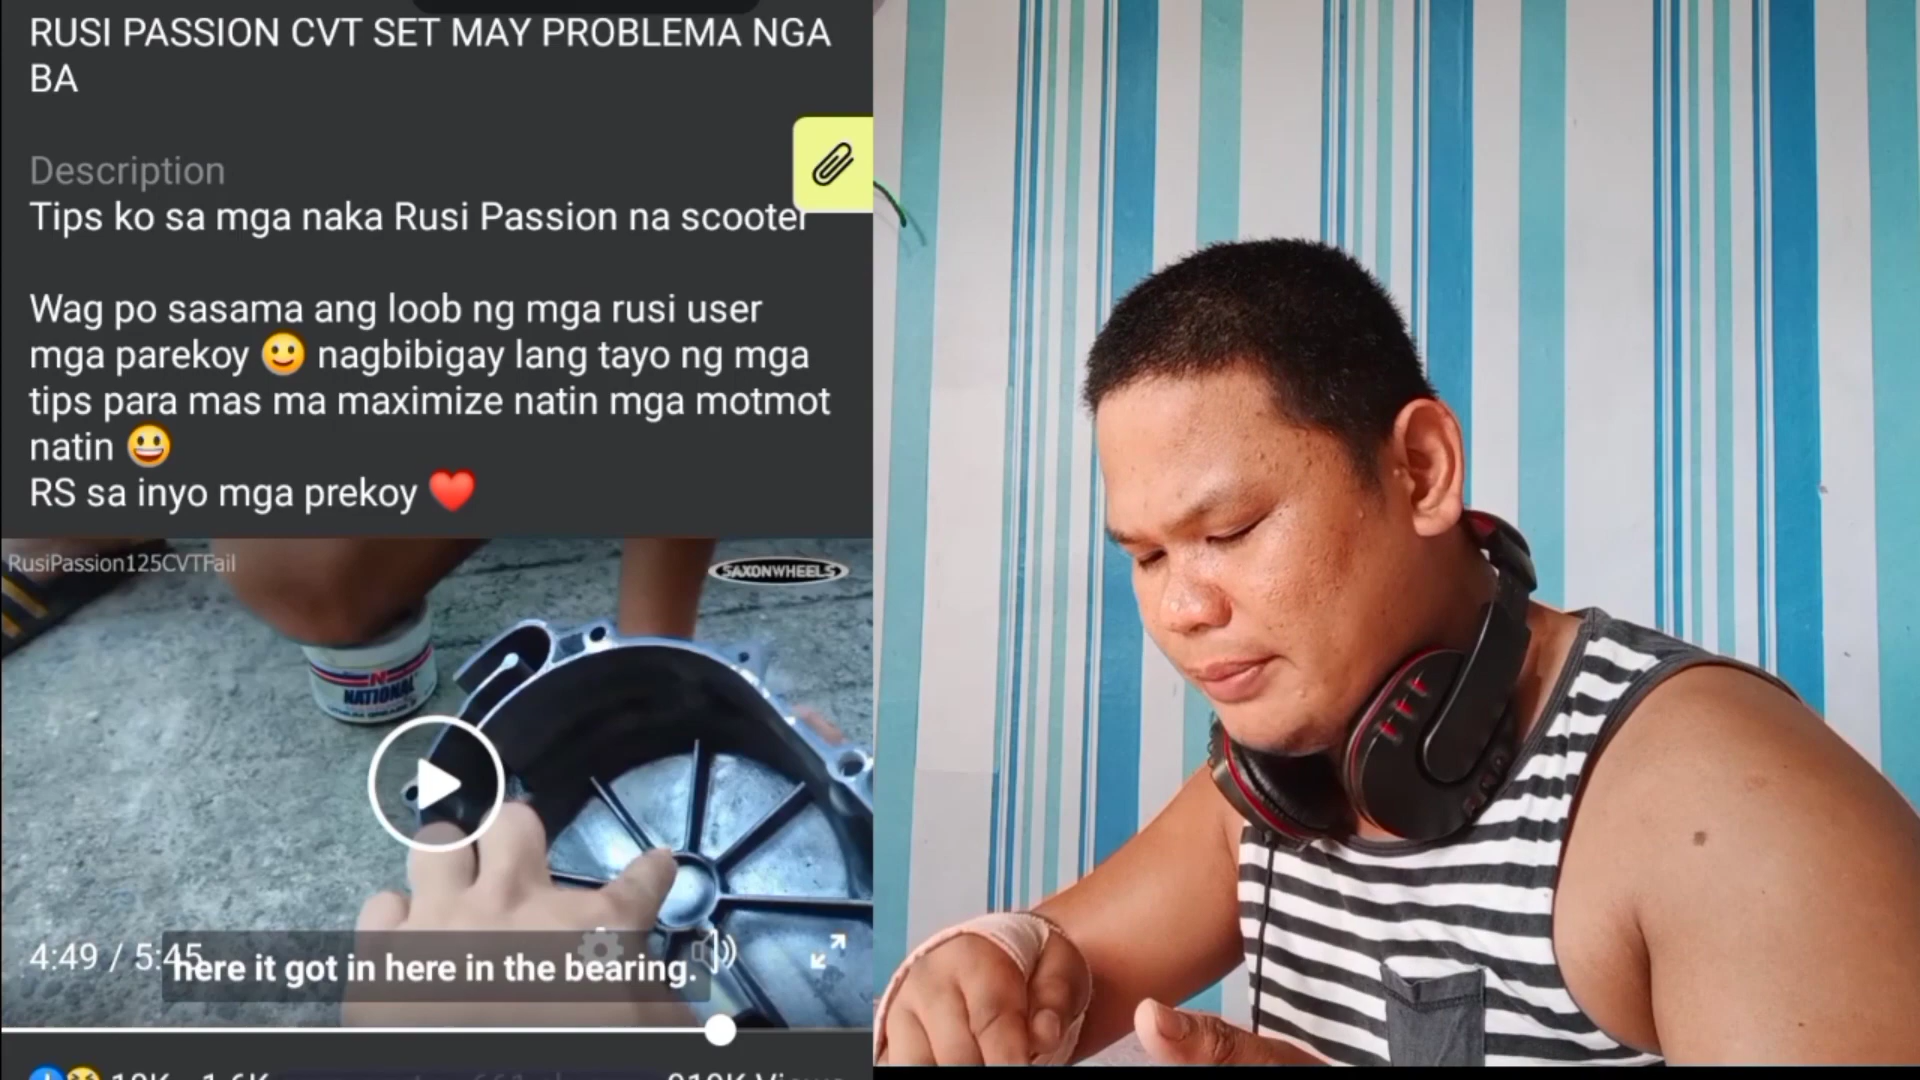 RUSI PASSION CVT SET MAY PROBLEMA NGA
BA
Description
Tips ko sa mga naka Rusi Passion na scooter
Wag po sasama ang loob ng mga rusi user
mga parekoy 🙂 nagbibigay lang tayo ng mga
tips para mas ma maximize natin mga motmot
natin 😃
RS sa inyo mga prekoy ❤️
RusiPassion125CVTFail
SAXONWHEELS
N
NATIONAL
4:49 / 5:45
here it got in here in the bearing.